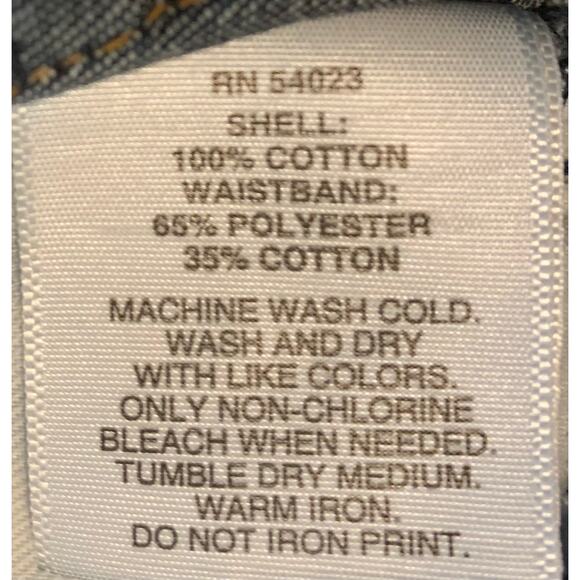 RN 54023
SHELL:
100% COTTON
WAISTBAND:
65% POLYESTER
35% COTTON
MACHINE WASH COLD.
WASH AND DRY
WITH LIKE COLORS.
ONLY NON-CHLORINE
BLEACH WHEN NEEDED.
TUMBLE DRY MEDIUM.
WARM IRON.
DO NOT IRON PRINT.